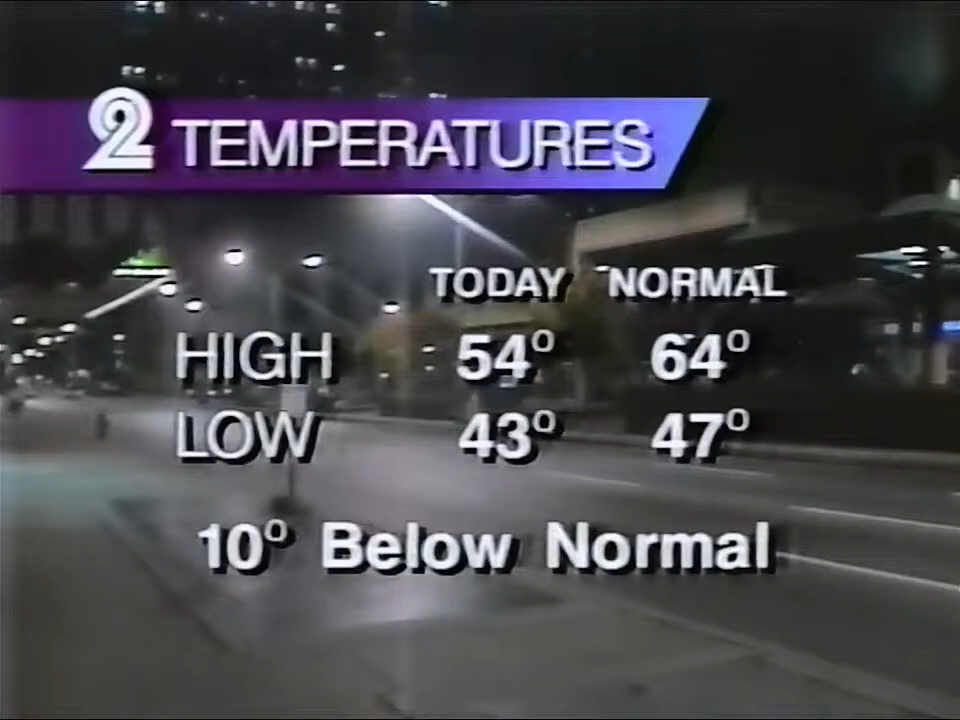 2 TEMPERATURES
TODAY NORMAL
HIGH 54° 64°
LOW 43° 47°
10° Below Normal